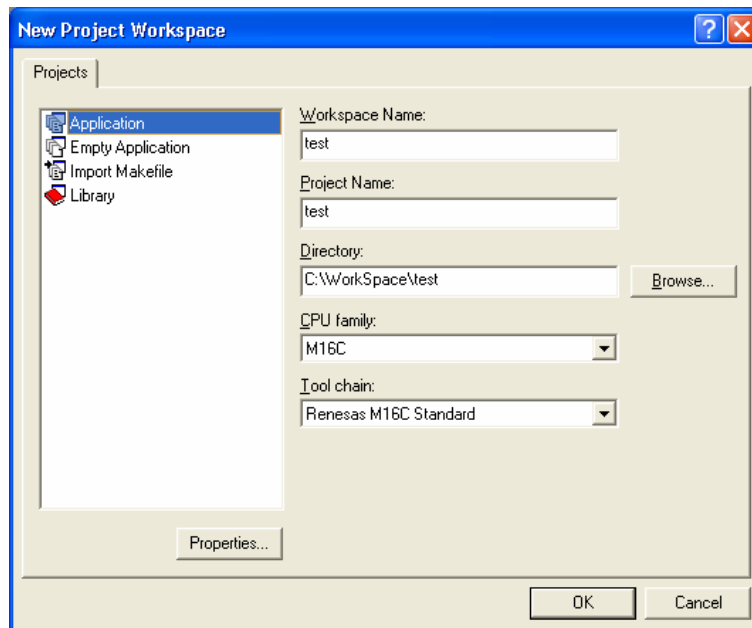 New Project Workspace
Projects
Application
Empty Application
Import Makefile
Library
Properties...
Workspace Name:
test
Project Name:
test
Directory:
C:\WorkSpace\test
Browse...
CPU family:
M16C
Tool chain:
Renesas M16C Standard
OK
Cancel